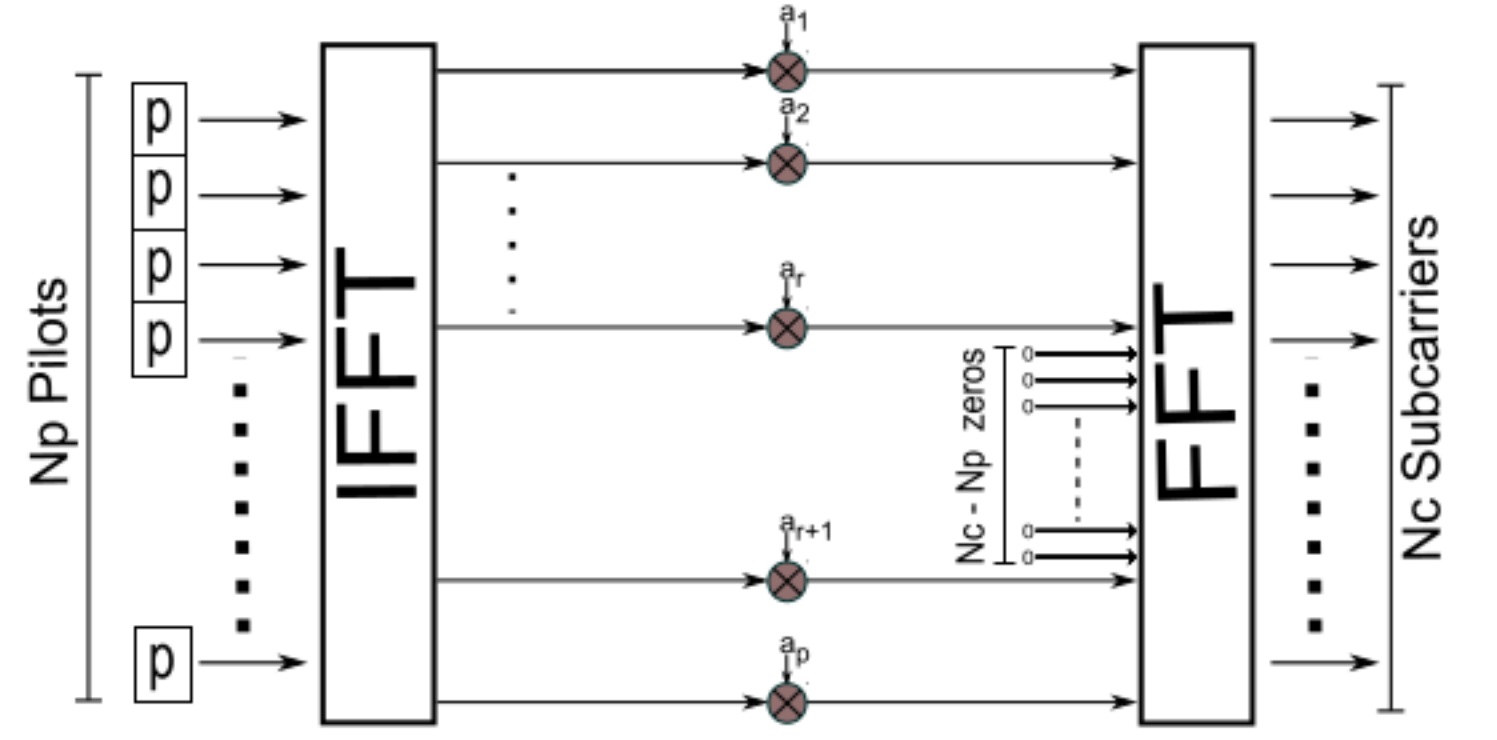 Np Pilots
p
p
p
p
p
IFFT
a1
a2
ar
ar+1
ap
Nc - Np zeros
0
0
0
0
0
FFT
Nc Subcarriers